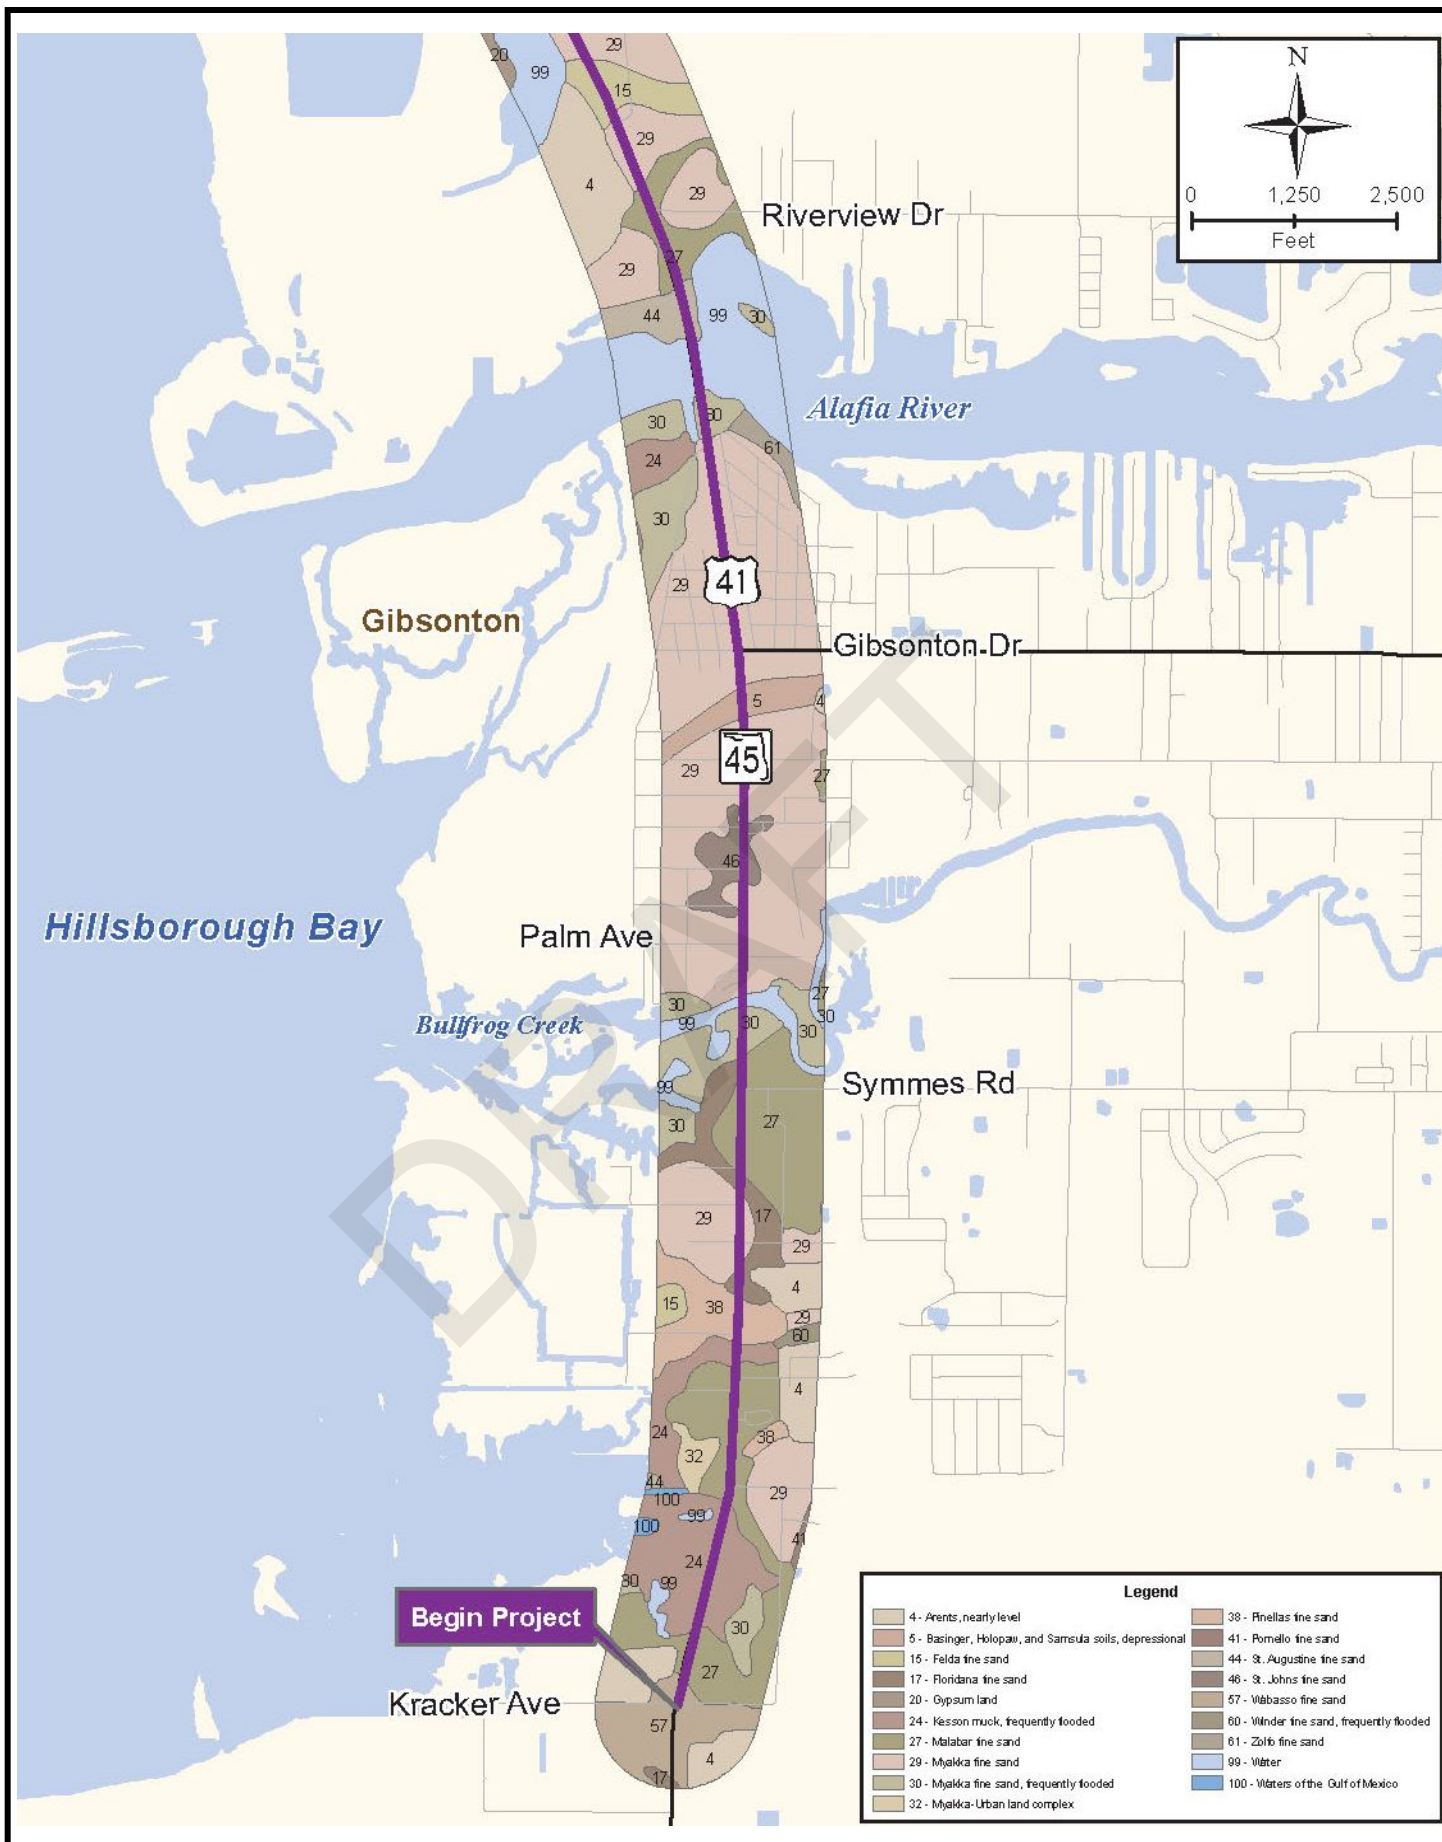 N
0 1,250 2,500
Feet
20
99
29
15
29
4
29
Riverview Dr
27
29
44
99
30
Alafia River
30
30
61
24
30
29
41
Gibsonton
Gibsonton Dr
5
4
45
29
27
46
Hillsborough Bay
Palm Ave
30
99
30
27
30
30
Bullfrog Creek
99
Symmes Rd
30
27
29
17
29
4
15
38
29
60
4
24
38
32
44
100
29
99
100
41
24
30
99
30
Begin Project
27
Kracker Ave
57
4
17
DRAFT
Legend
4 - Arents, nearly level
5 - Basinger, Holopaw, and Samsula soils, depressional
15 - Felda fine sand
17 - Floridana fine sand
20 - Gypsum land
24 - Kesson muck, frequently flooded
27 - Malabar fine sand
29 - Myakka fine sand
30 - Myakka fine sand, frequently flooded
32 - Myakka-Urban land complex
38 - Pinellas fine sand
41 - Pomello fine sand
44 - St. Augustine fine sand
46 - St. Johns fine sand
57 - Wabasso fine sand
60 - Winder fine sand, frequently flooded
61 - Zolfo fine sand
99 - Water
100 - Waters of the Gulf of Mexico